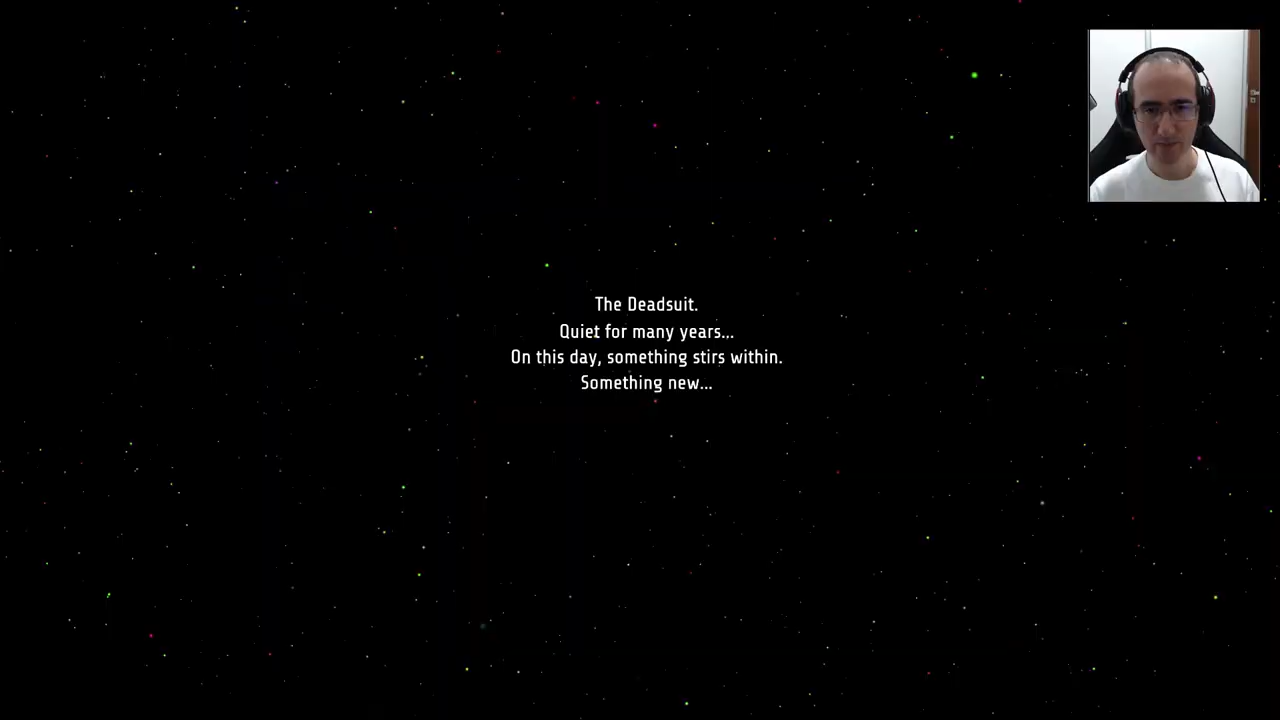 The Deadsuit.
Quiet for many years...
On this day, something stirs within.
Something new...